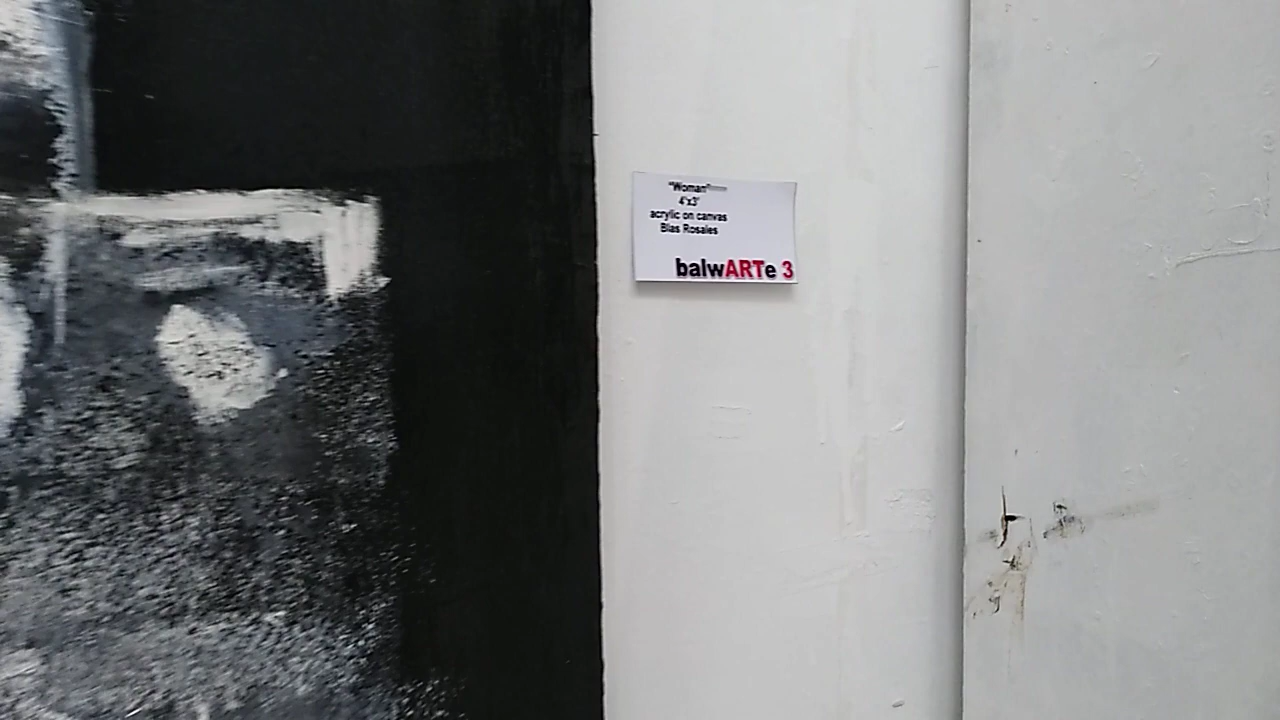 "Woman"
4'x3'
acrylic on canvas
Blas Rosales
balwARTe 3